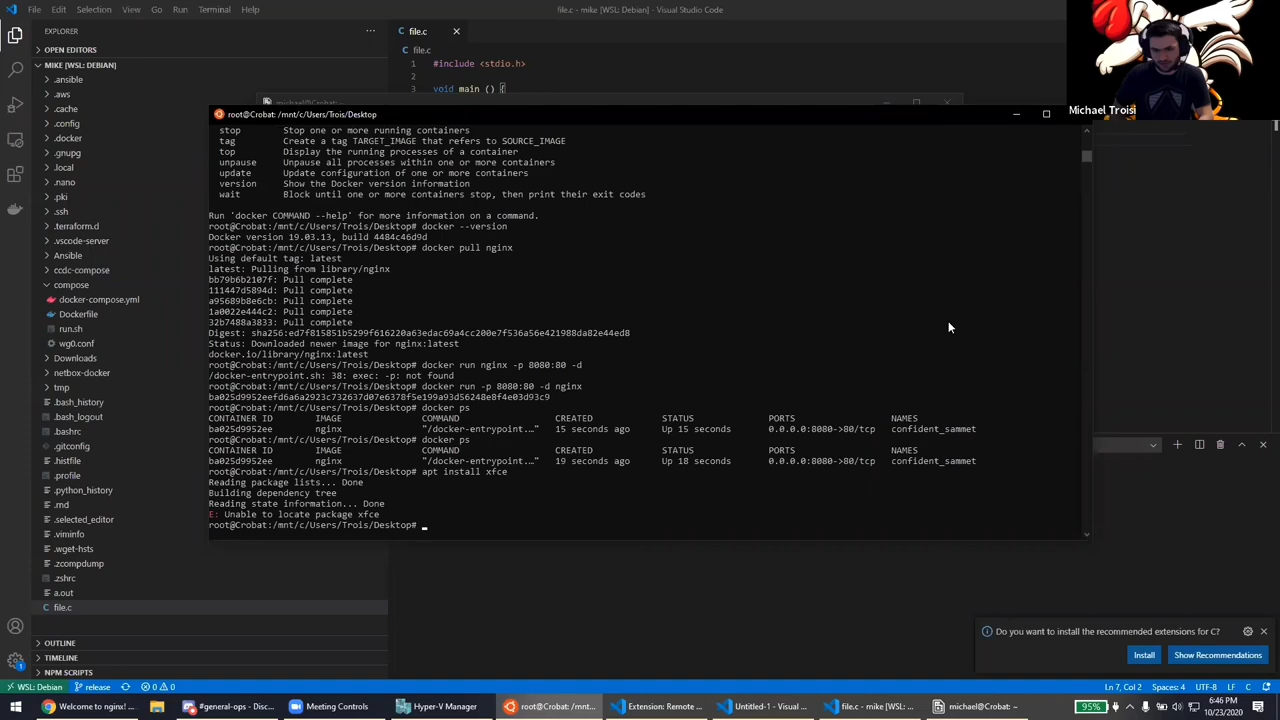 File Edit Selection View Go Run Terminal Help
file.c - mike [WSL: Debian] - Visual Studio Code
EXPLORER
file.c
OPEN EDITORS
file.c
MIKE [WSL: DEBIAN]
1 #include <stdio.h>
2
3 void main () {
.ansible
.aws
.cache
.config
.docker
.gnupg
.local
.nano
.pki
.ssh
.terraform.d
.vscode-server
Ansible
ccdc-compose
compose
docker-compose.yml
Dockerfile
run.sh
wg0.conf
Downloads
netbox-docker
tmp
.bash_history
.bash_logout
.bashrc
.gitconfig
.histfile
.profile
.python_history
.rnd
.selected_editor
.viminfo
.wget-hsts
.zcompdump
.zshrc
a.out
file.c
OUTLINE
TIMELINE
NPM SCRIPTS
michael@Crobat: ~
root@Crobat: /mnt/c/Users/Trois/Desktop
stop Stop one or more running containers
tag Create a tag TARGET_IMAGE that refers to SOURCE_IMAGE
top Display the running processes of a container
unpause Unpause all processes within one or more containers
update Update configuration of one or more containers
version Show the Docker version information
wait Block until one or more containers stop, then print their exit codes
Run 'docker COMMAND --help' for more information on a command.
root@Crobat:/mnt/c/Users/Trois/Desktop# docker --version
Docker version 19.03.13, build 4484c46d9d
root@Crobat:/mnt/c/Users/Trois/Desktop# docker pull nginx
Using default tag: latest
latest: Pulling from library/nginx
bb79b6b2107f: Pull complete
111447d5894d: Pull complete
a95689b8e6cb: Pull complete
1a0022e444c2: Pull complete
32b7488a3833: Pull complete
Digest: sha256:ed7f815851b5299f616220a63edac69a4cc200e7f536a56e421988da82e44ed8
Status: Downloaded newer image for nginx:latest
docker.io/library/nginx:latest
root@Crobat:/mnt/c/Users/Trois/Desktop# docker run nginx -p 8080:80 -d
/docker-entrypoint.sh: 38: exec: -p: not found
root@Crobat:/mnt/c/Users/Trois/Desktop# docker run -p 8080:80 -d nginx
ba025d9952eefd6a6a2923c732637d07e6378f5e199a93d56248e8f4e03d93c9
root@Crobat:/mnt/c/Users/Trois/Desktop# docker ps
CONTAINER ID IMAGE COMMAND CREATED STATUS PORTS NAMES
ba025d9952ee nginx "/docker-entrypoint.…" 15 seconds ago Up 15 seconds 0.0.0.0:8080->80/tcp confident_sammet
root@Crobat:/mnt/c/Users/Trois/Desktop# docker ps
CONTAINER ID IMAGE COMMAND CREATED STATUS PORTS NAMES
ba025d9952ee nginx "/docker-entrypoint.…" 19 seconds ago Up 18 seconds 0.0.0.0:8080->80/tcp confident_sammet
root@Crobat:/mnt/c/Users/Trois/Desktop# apt install xfce
Reading package lists... Done
Building dependency tree
Reading state information... Done
E: Unable to locate package xfce
root@Crobat:/mnt/c/Users/Trois/Desktop#
Michael Troisi
Do you want to install the recommended extensions for C?
Install Show Recommendations
WSL: Debian release 0 0 Ln 7, Col 2 Spaces: 4 UTF-8 LF C
Welcome to nginx! ... #general-ops - Disc... Meeting Controls Hyper-V Manager root@Crobat: /mnt... Extension: Remote ... Untitled-1 - Visual ... file.c - mike [WSL: ... michael@Crobat: ~ 95% 6:46 PM
10/23/2020